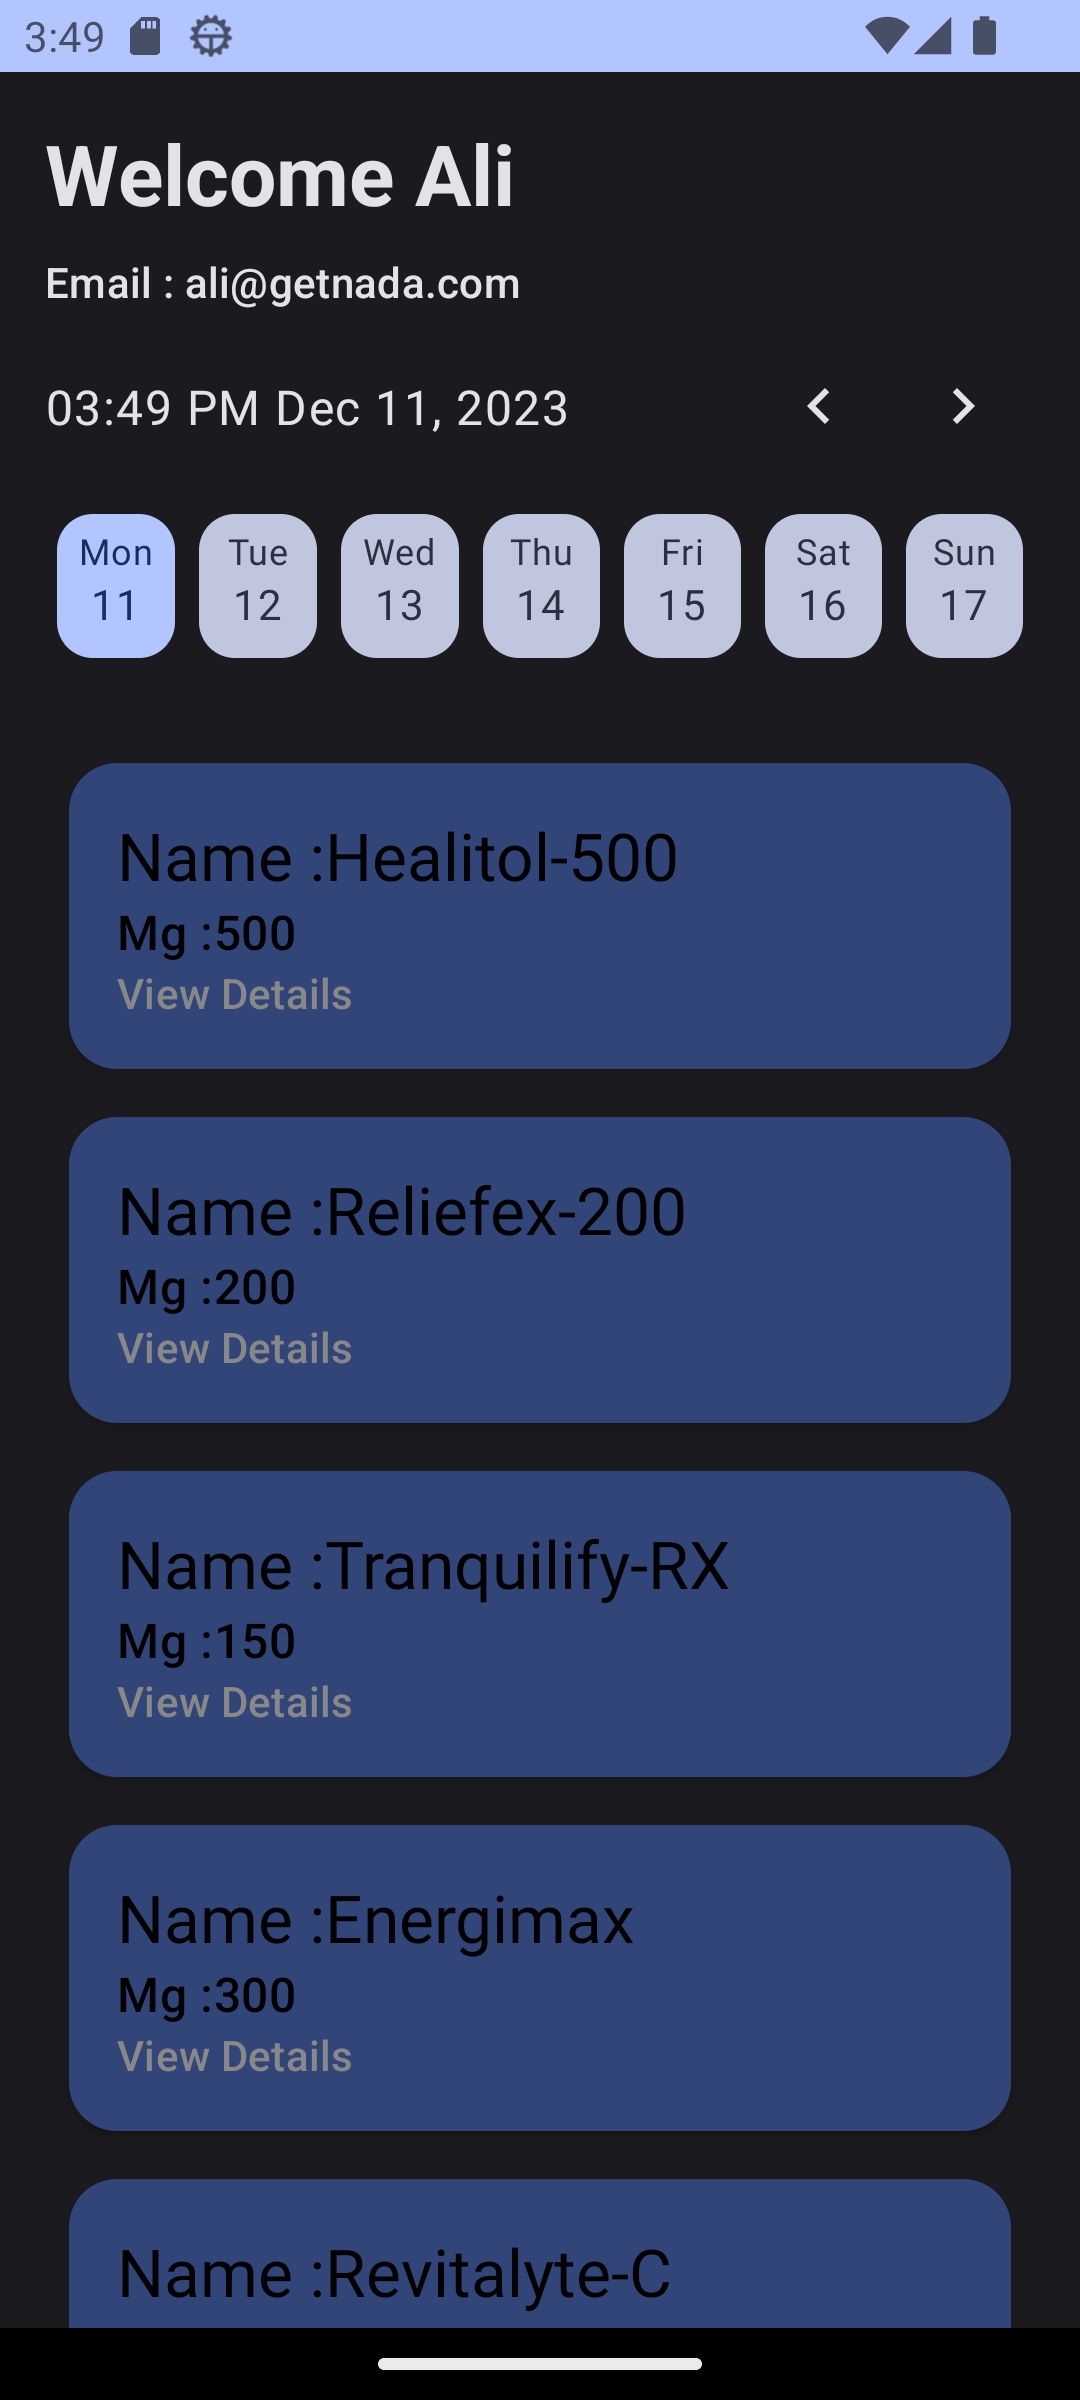 3:49
Welcome Ali
Email : ali@getnada.com
03:49 PM Dec 11, 2023
Mon Tue Wed Thu Fri Sat Sun
11 12 13 14 15 16 17
Name :Healitol-500
Mg :500
View Details
Name :Reliefex-200
Mg :200
View Details
Name :Tranquilify-RX
Mg :150
View Details
Name :Energimax
Mg :300
View Details
Name :Revitalyte-C